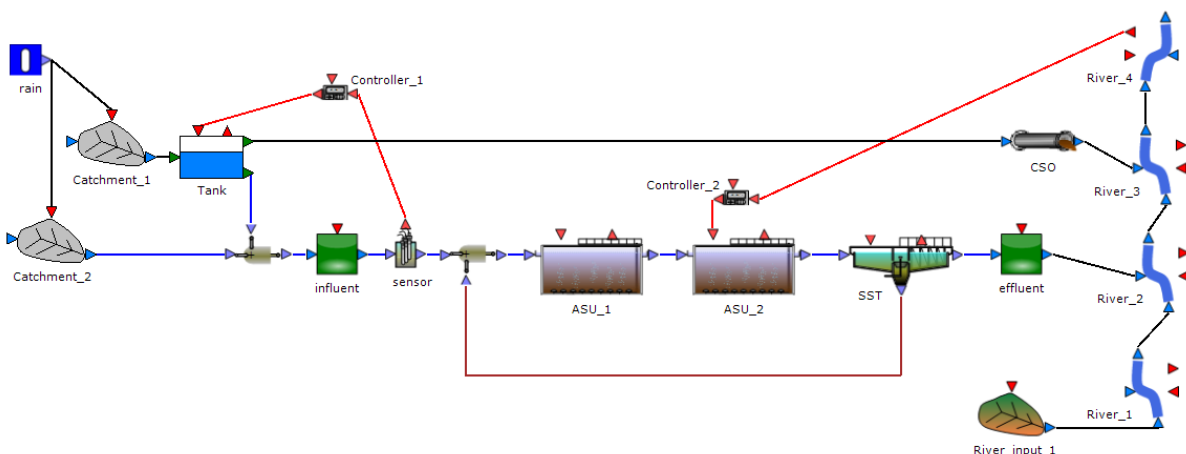 River_4
Controller_1
rain
Catchment_1
Tank
CSO
River_3
Controller_2
Catchment_2
influent
sensor
ASU_1
ASU_2
SST
effluent
River_2
River_1
River_input_1